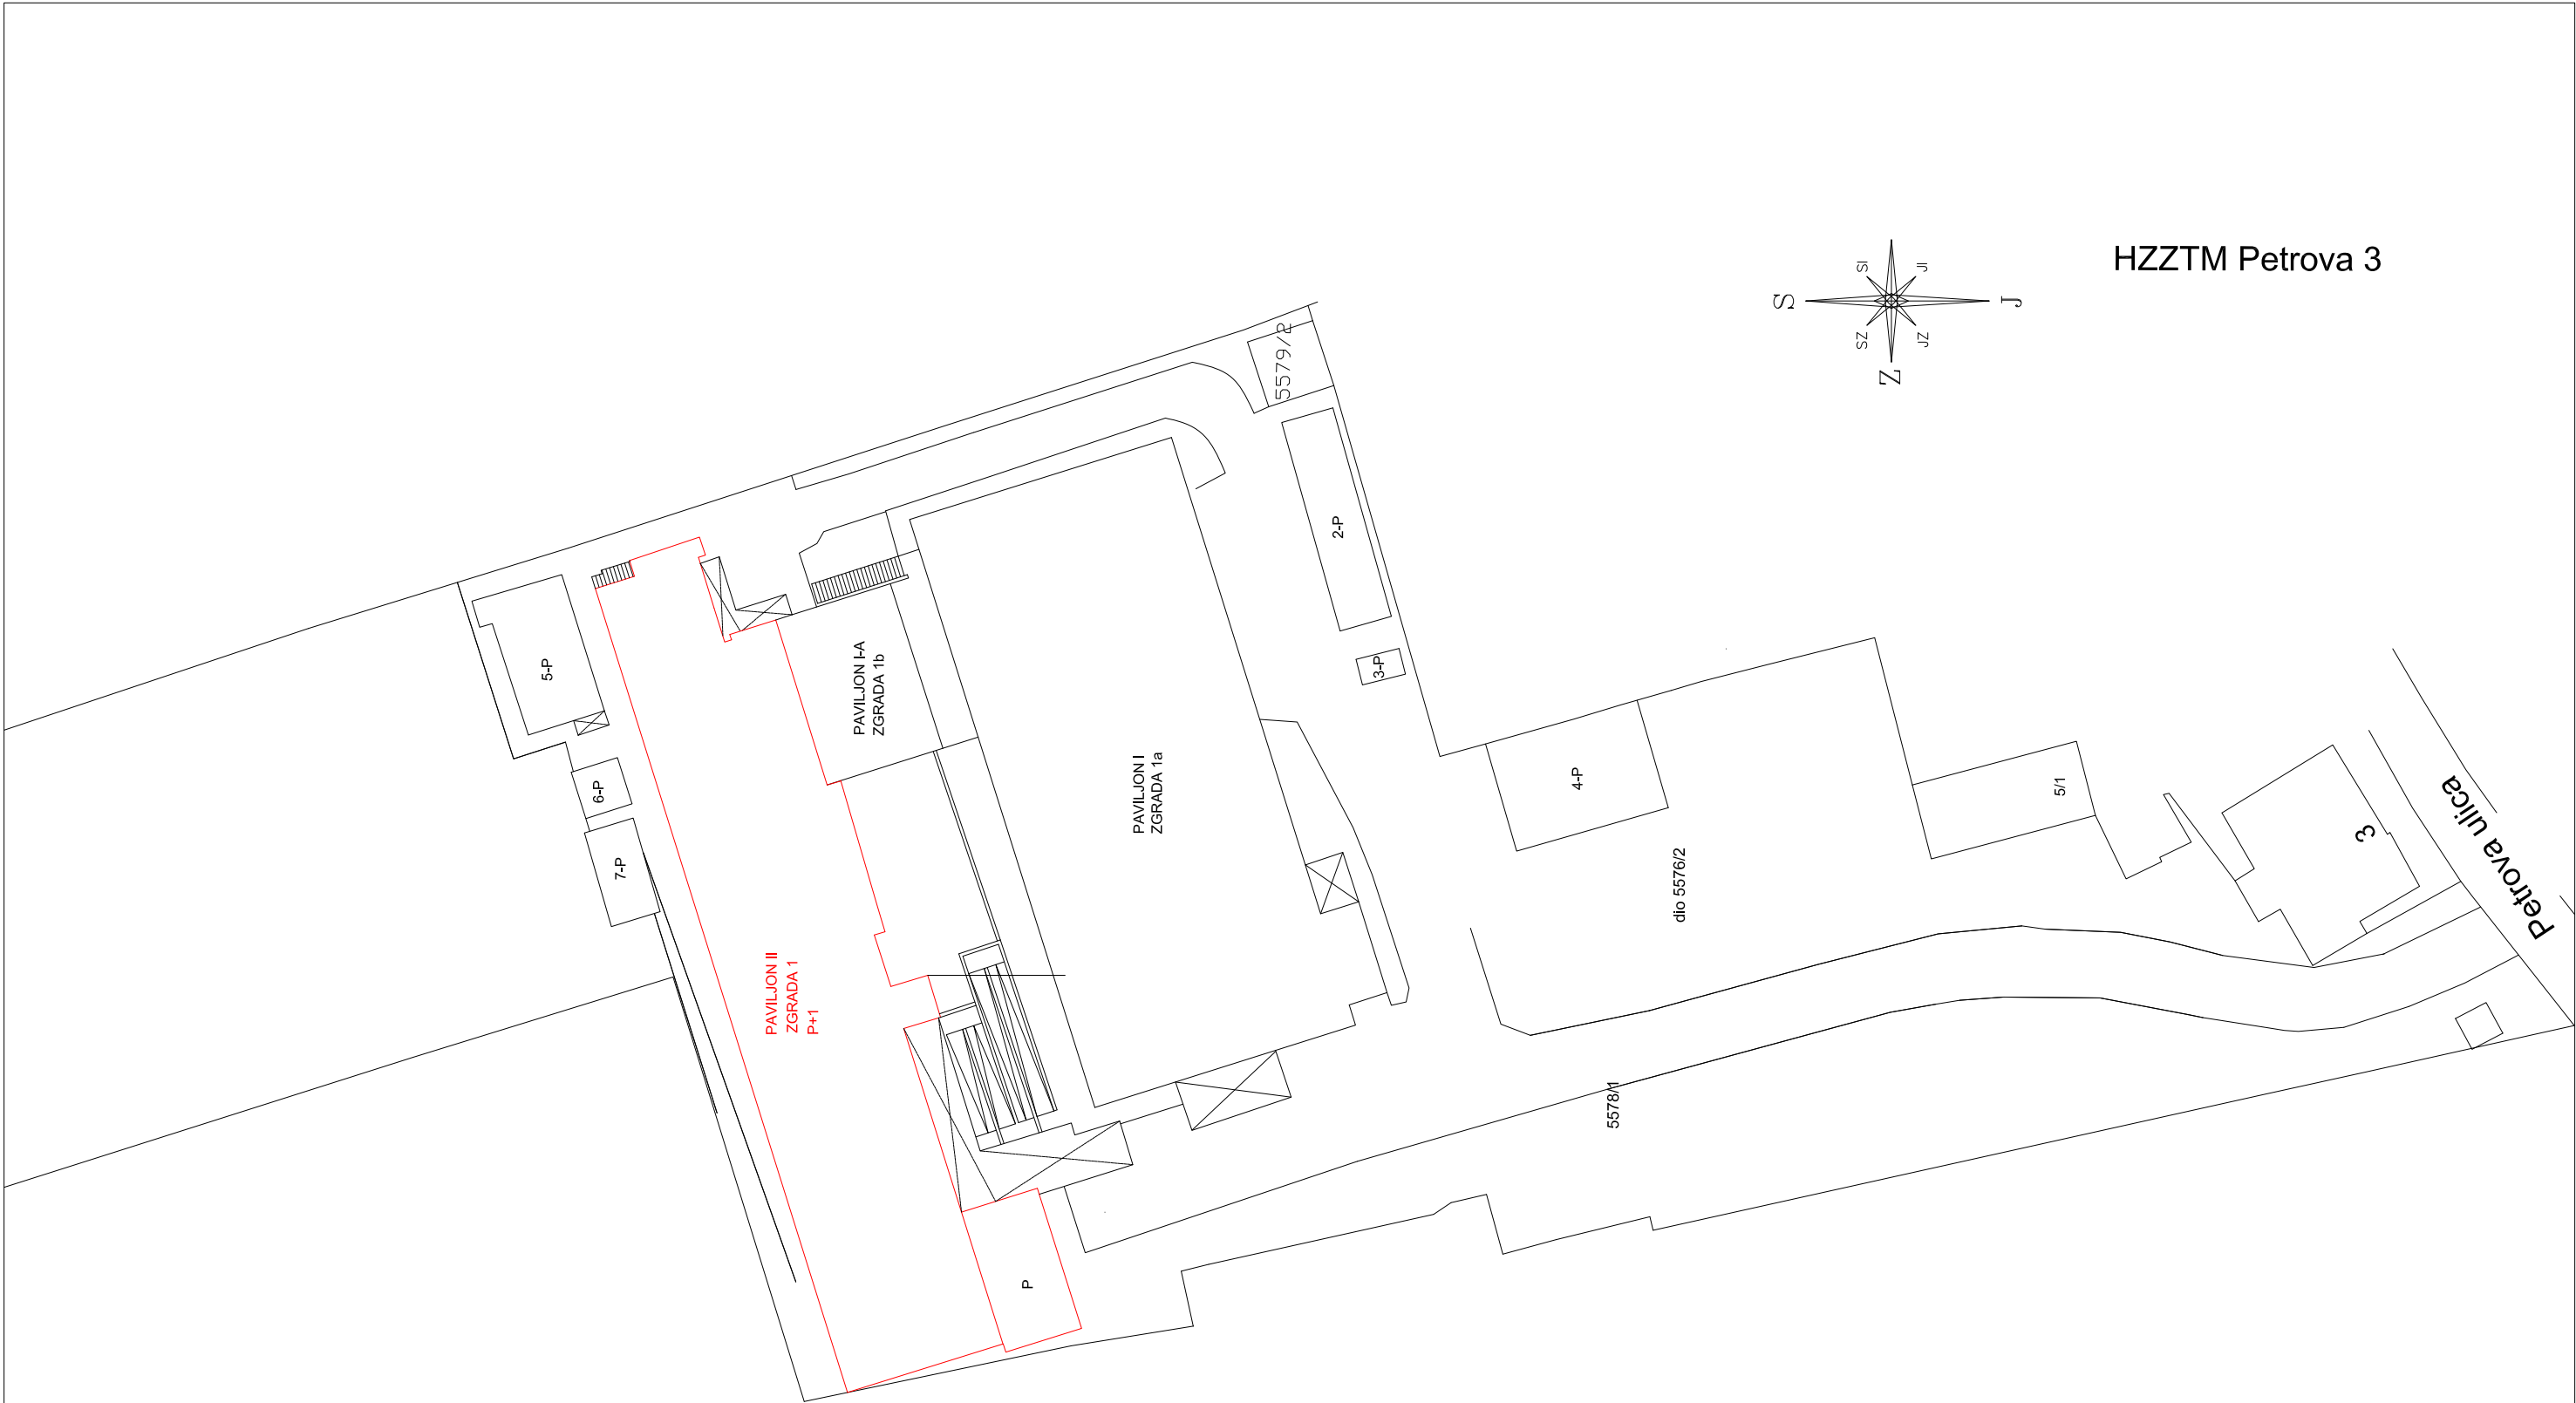 HZZTM Petrova 3
S
SI
JI
J
SZ
JZ
Z
5579/2
2-P
3-P
5-P
6-P
7-P
PAVILJON I-A
ZGRADA 1b
PAVILJON I
ZGRADA 1a
4-P
5/1
3
Petrova ulica
dio 5576/2
PAVILJON II
ZGRADA 1
P+1
5578/1
P